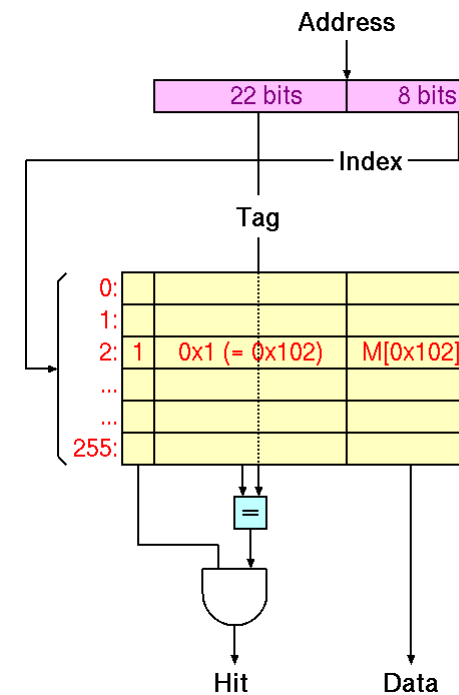 Address
22 bits 8 bits
Index
Tag
0:
1:
2: 1 0x1 (= 0x102) M[0x102]
...
...
255:
=
Hit Data